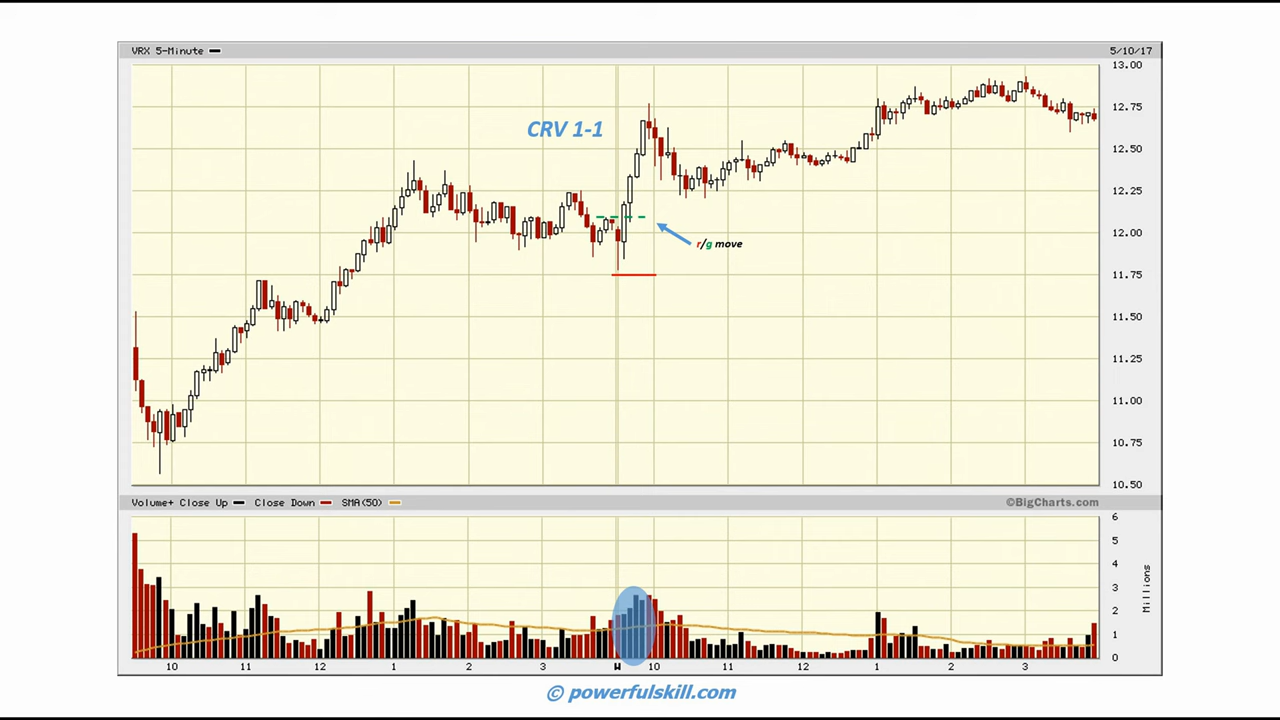 VRX 5-Minute
5/10/17
13.00
CRV 1-1
12.75
12.50
12.25
r/g move
12.00
11.75
11.50
11.25
11.00
10.75
10.50
Volume+ Close Up Close Down SMA(50)
©BigCharts.com
6
5
4
3
2
1
0
Millions
10 11 12 1 2 3 W 10 11 12 1 2 3
© powerfulskill.com